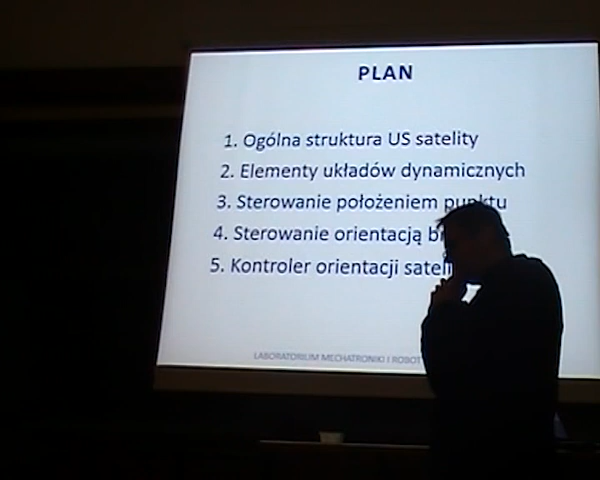 PLAN
1. Ogólna struktura US satelity
2. Elementy układów dynamicznych
3. Sterowanie położeniem punktu
4. Sterowanie orientacją
5. Kontroler orientacji
LABORATORIUM MECHATRONIKI I